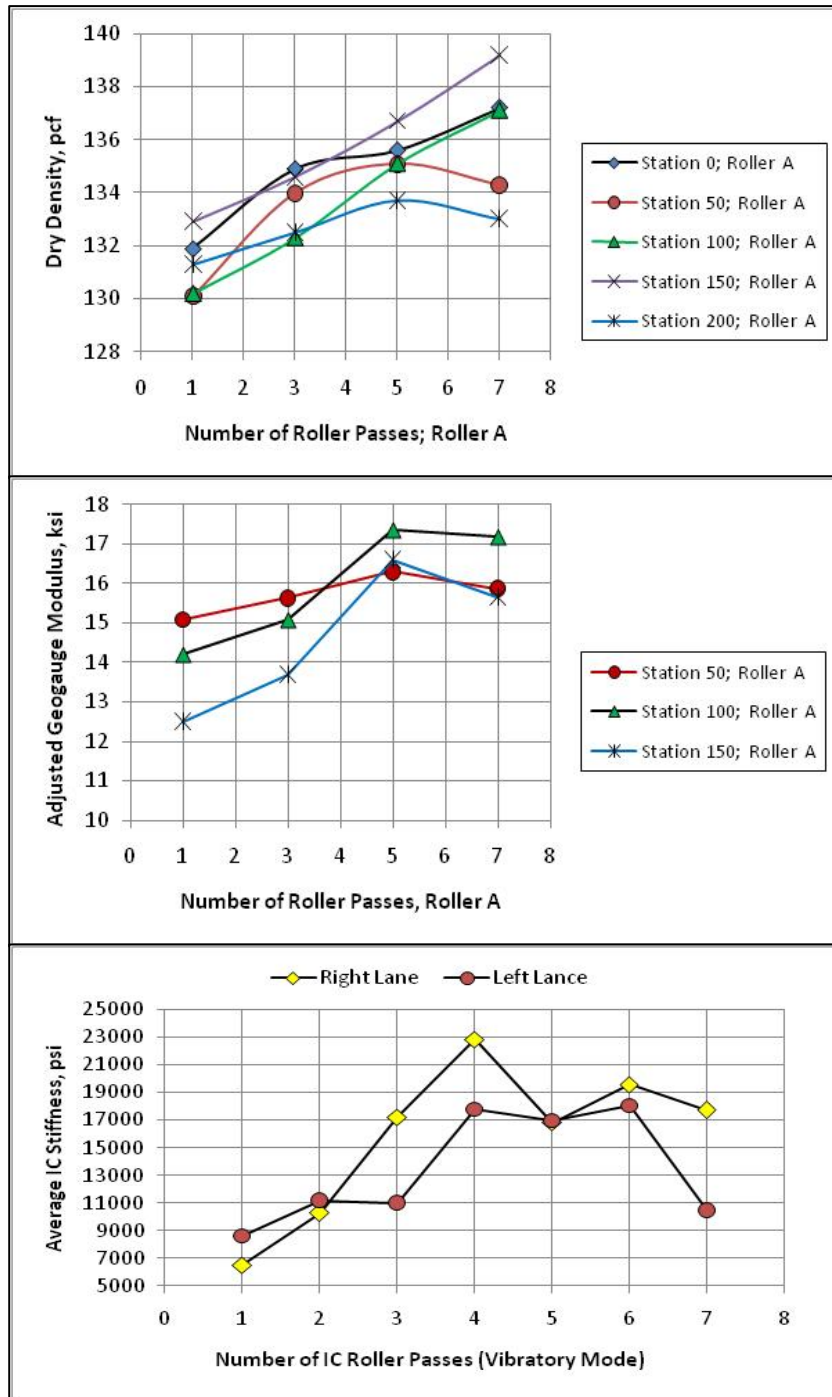 140
138
136
134
132
130
128
Dry Density, pcf
0 1 2 3 4 5 6 7 8
Number of Roller Passes; Roller A
Station 0; Roller A
Station 50; Roller A
Station 100; Roller A
Station 150; Roller A
Station 200; Roller A
18
17
16
15
14
13
12
11
10
Adjusted Geogauge Modulus, ksi
0 1 2 3 4 5 6 7 8
Number of Roller Passes, Roller A
Station 50; Roller A
Station 100; Roller A
Station 150; Roller A
Right Lane Left Lance
25000
23000
21000
19000
17000
15000
13000
11000
9000
7000
5000
Average IC Stiffness, psi
0 1 2 3 4 5 6 7 8
Number of IC Roller Passes (Vibratory Mode)